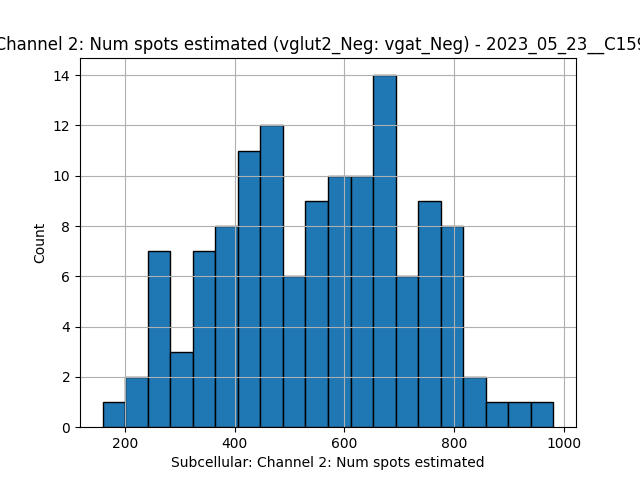 Channel 2: Num spots estimated (vglut2_Neg: vgat_Neg) - 2023_05_23__C159
14
12
10
8
6
4
2
0
Count
200 400 600 800 1000
Subcellular: Channel 2: Num spots estimated